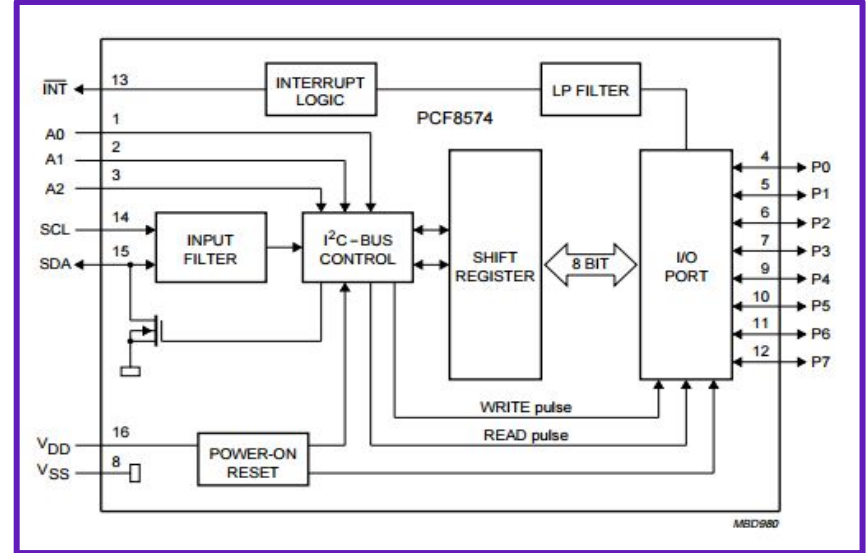 INT
13
INTERRUPT
LOGIC
LP FILTER
PCF8574
A0
1
A1
2
A2
3
SCL
14
SDA
15
INPUT
FILTER
I²C-BUS
CONTROL
SHIFT
REGISTER
8 BIT
I/O
PORT
4
P0
5
P1
6
P2
7
P3
9
P4
10
P5
11
P6
12
P7
WRITE pulse
READ pulse
VDD
16
VSS
8
POWER-ON
RESET
MBD980